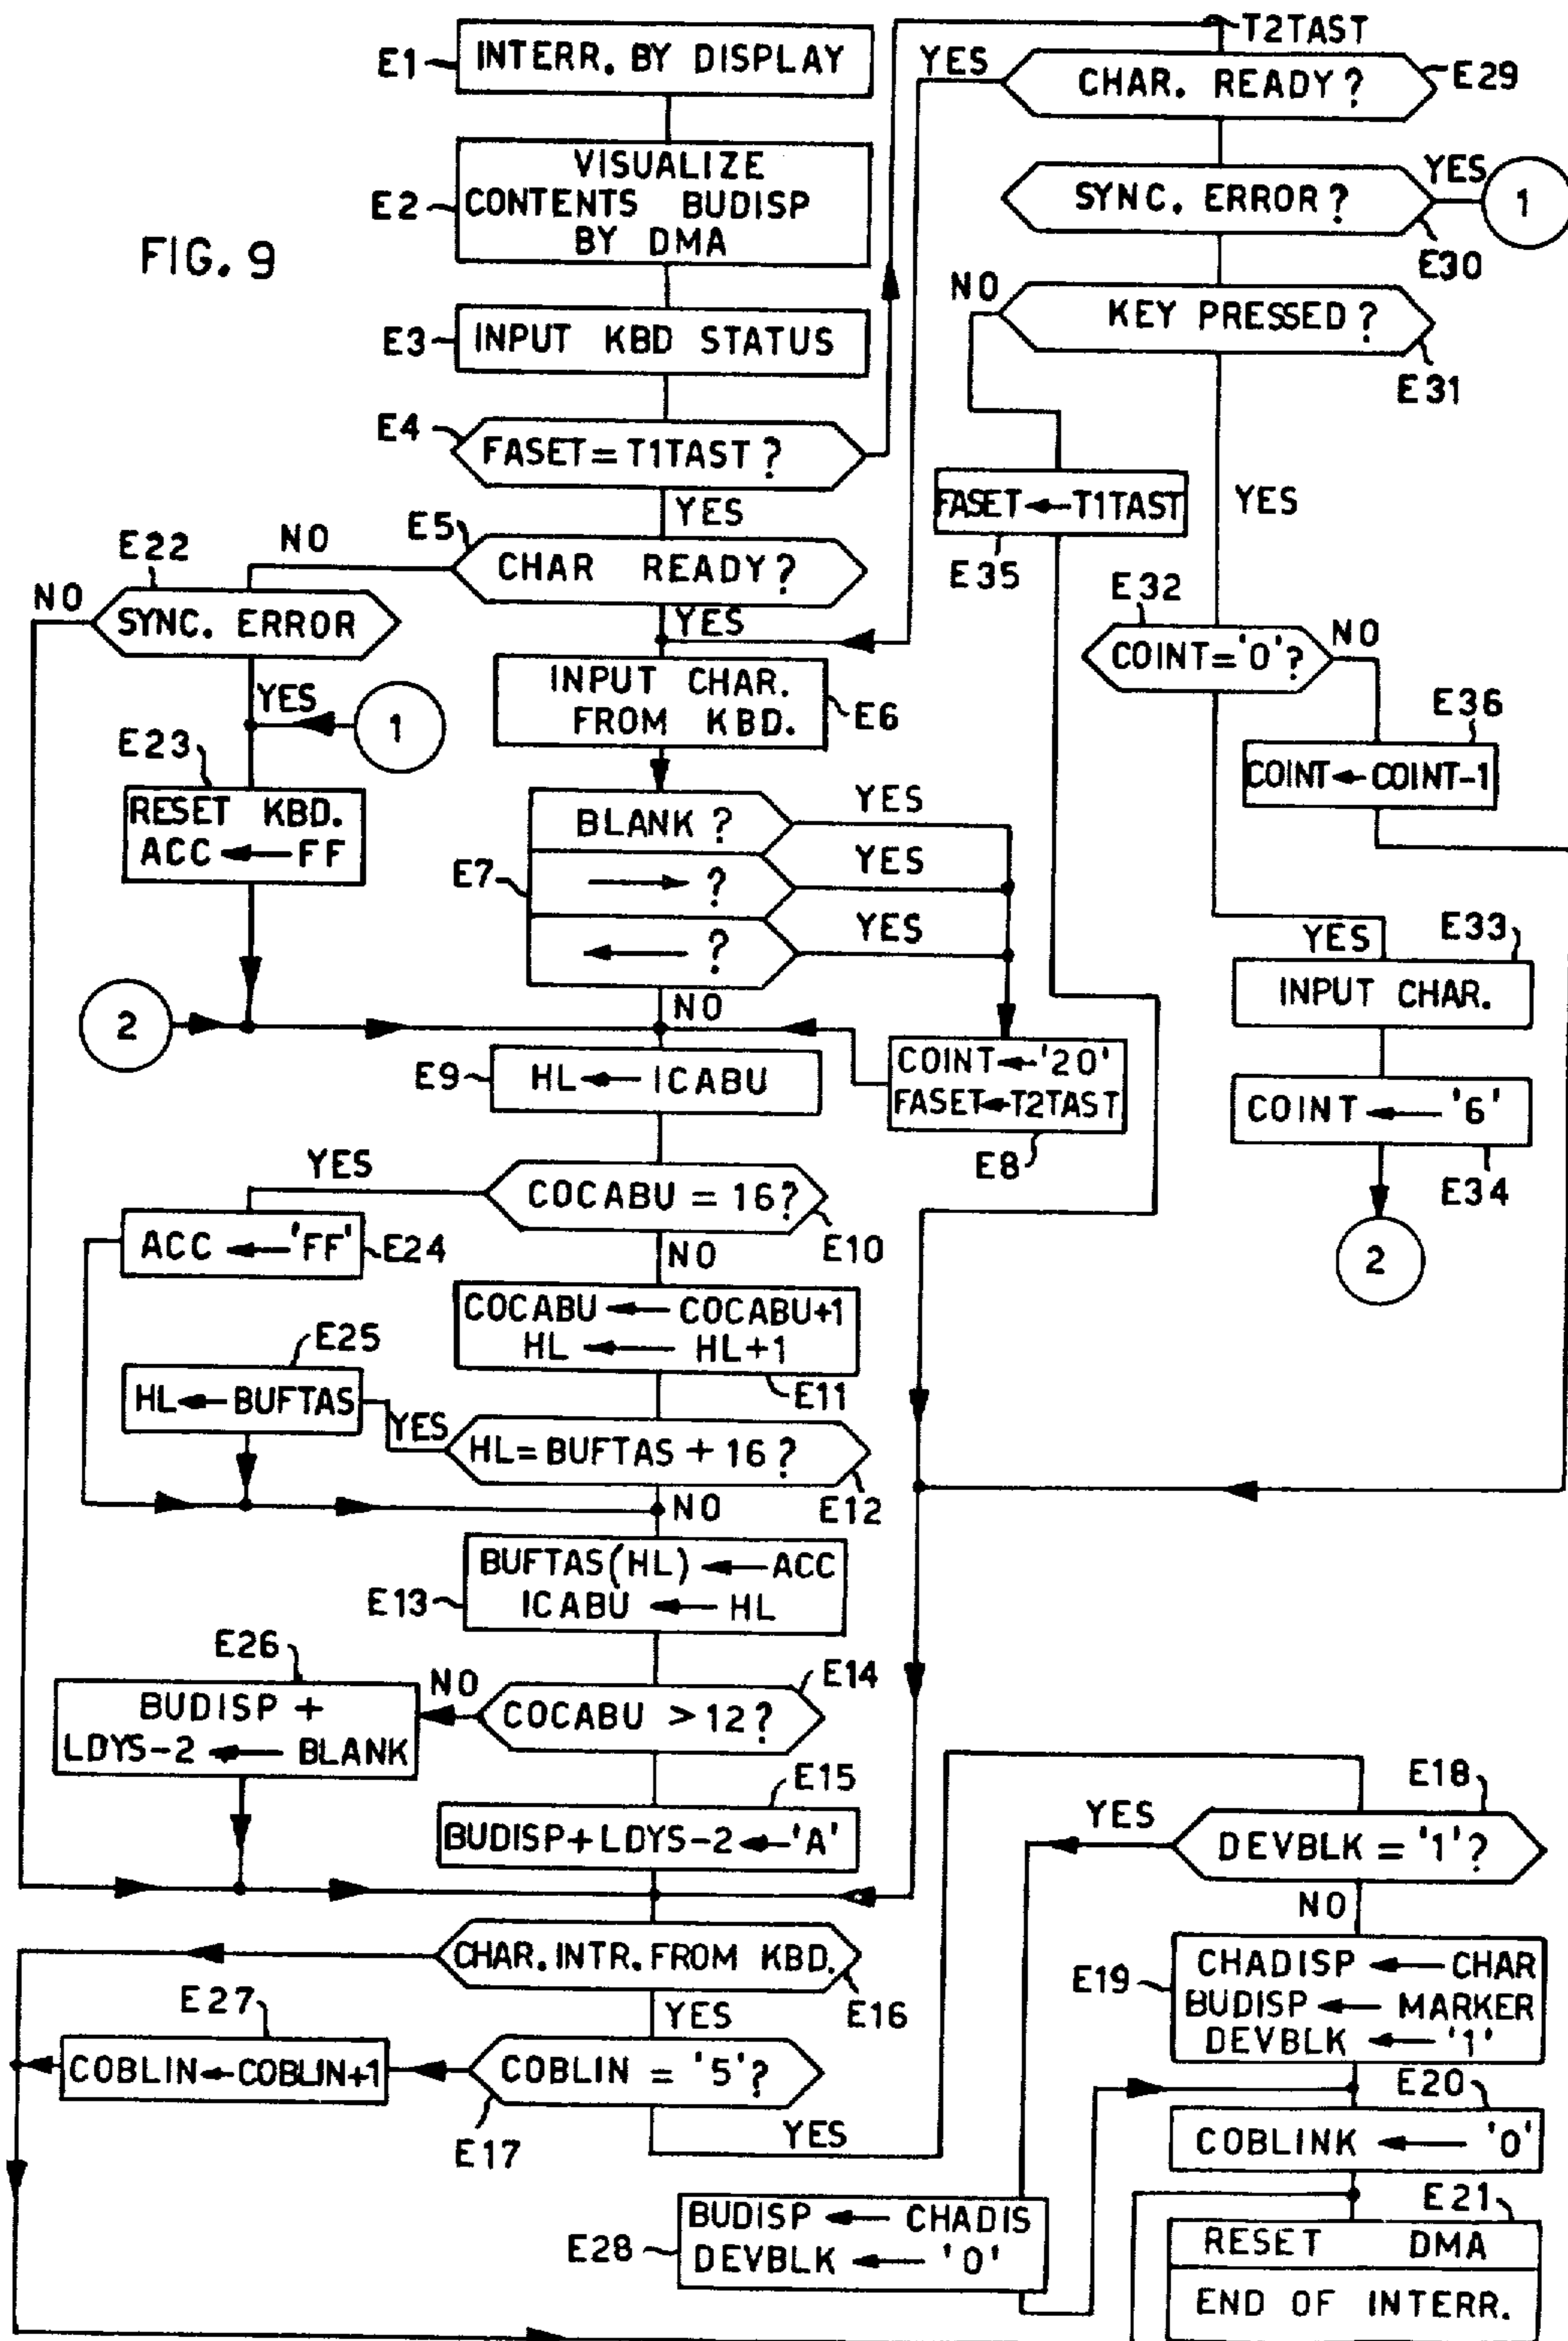 FIG. 9
E1
INTERR. BY DISPLAY
E2
VISUALIZE
CONTENTS BUDISP
BY DMA
E3
INPUT KBD STATUS
E4
FASET=T1TAST?
YES
E5
CHAR READY?
NO
YES
E22
SYNC. ERROR
NO
YES
1
E23
RESET KBD.
ACC ← FF
INPUT CHAR.
FROM KBD.
E6
E7
BLANK ?
YES
→ ?
YES
← ?
YES
NO
2
COINT←'20'
FASET←T2TAST
E8
E9
HL ← ICABU
COCABU = 16?
E10
YES
NO
ACC ← 'FF'
E24
COCABU ← COCABU+1
HL ← HL+1
E11
E25
HL←BUFTAS
YES
HL=BUFTAS + 16?
E12
NO
BUFTAS(HL) ← ACC
ICABU ← HL
E13
E26
BUDISP +
LDYS-2 ← BLANK
NO
COCABU > 12?
E14
E15
BUDISP+LDYS-2←'A'
CHAR. INTR. FROM KBD.
E16
YES
E27
COBLIN←COBLIN+1
COBLIN = '5'?
E17
YES
T2TAST
YES
CHAR. READY?
E29
SYNC. ERROR?
YES
1
E30
NO
KEY PRESSED?
E31
YES
FASET←T1TAST
E35
E32
COINT='0'?
NO
E36
COINT←COINT-1
YES
E33
INPUT CHAR.
COINT ← '6'
E34
2
E18
DEVBLK = '1'?
YES
NO
E19
CHADISP ← CHAR
BUDISP ← MARKER
DEVBLK ← '1'
E20
COBLINK ← '0'
E28
BUDISP ← CHADIS
DEVBLK ← '0'
E21
RESET DMA
END OF INTERR.